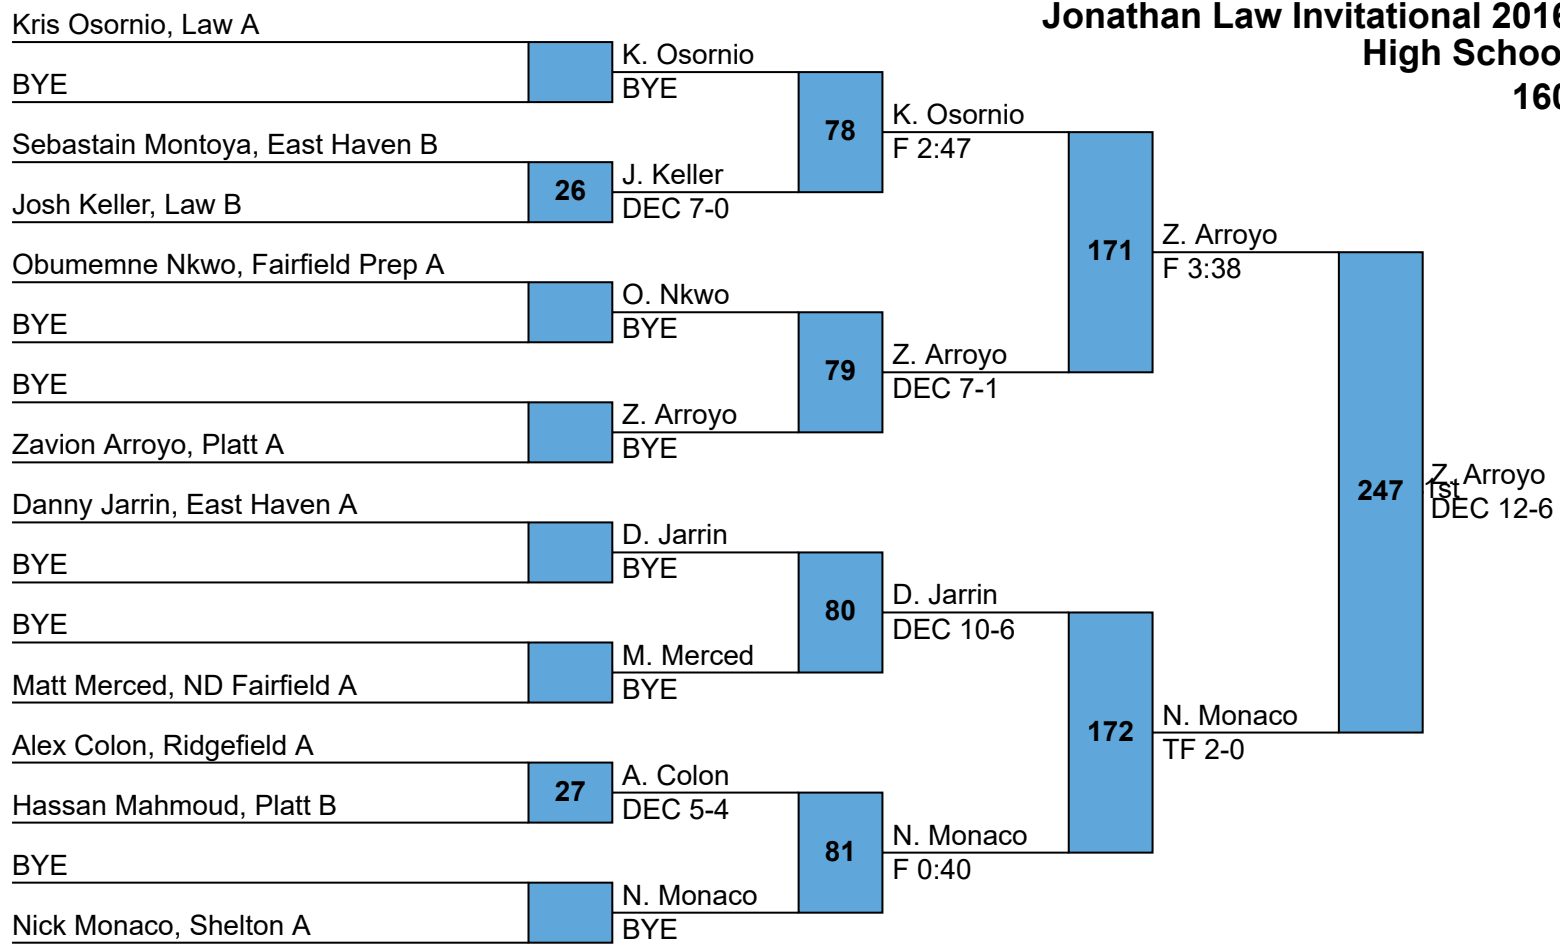 Jonathan Law Invitational 2016
High School
160
Kris Osornio, Law A
BYE
Sebastain Montoya, East Haven B
Josh Keller, Law B
Obumemne Nkwo, Fairfield Prep A
BYE
BYE
Zavion Arroyo, Platt A
Danny Jarrin, East Haven A
BYE
BYE
Matt Merced, ND Fairfield A
Alex Colon, Ridgefield A
Hassan Mahmoud, Platt B
BYE
Nick Monaco, Shelton A
26
27
K. Osornio
BYE
J. Keller
DEC 7-0
O. Nkwo
BYE
Z. Arroyo
BYE
D. Jarrin
BYE
M. Merced
BYE
A. Colon
DEC 5-4
N. Monaco
BYE
78
79
80
81
K. Osornio
F 2:47
Z. Arroyo
DEC 7-1
D. Jarrin
DEC 10-6
N. Monaco
F 0:40
171
172
Z. Arroyo
F 3:38
N. Monaco
TF 2-0
247
Z. Arroyo
1st
DEC 12-6